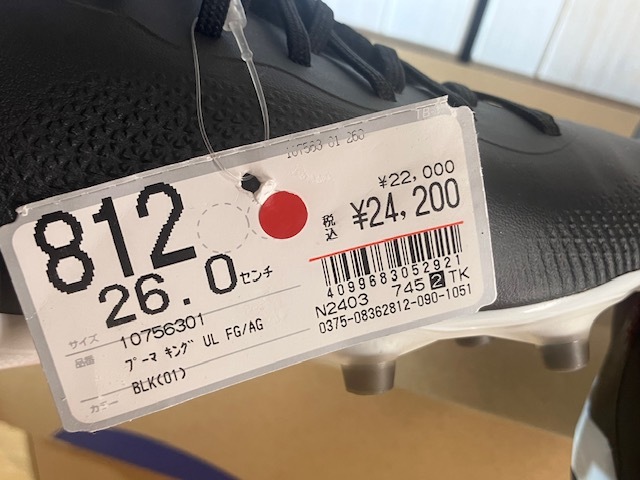 107563 01 260
812
26.0センチ
サイズ
10756301
品番
プーマ キング UL FG/AG
BLK(01)
カラー
¥22,000
税込 ¥24,200
4099683052921
N2403 745 2 TK
0375-08362812-090-1051